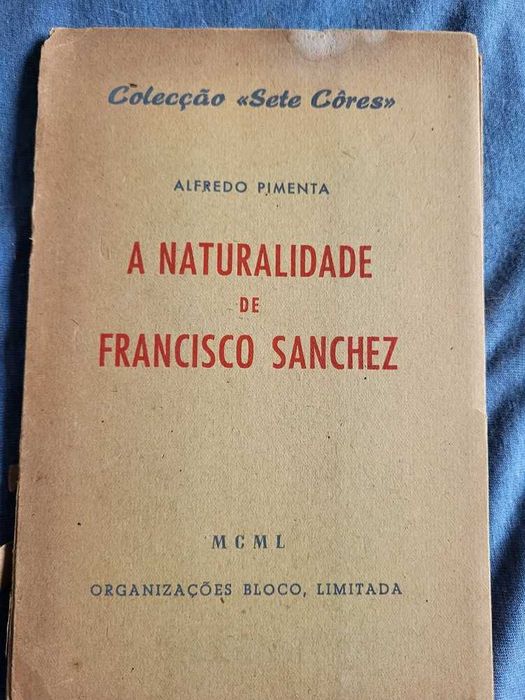 Colecção «Sete Côres»
ALFREDO PIMENTA
A NATURALIDADE
DE
FRANCISCO SANCHEZ
MCML
ORGANIZAÇÕES BLOCO, LIMITADA